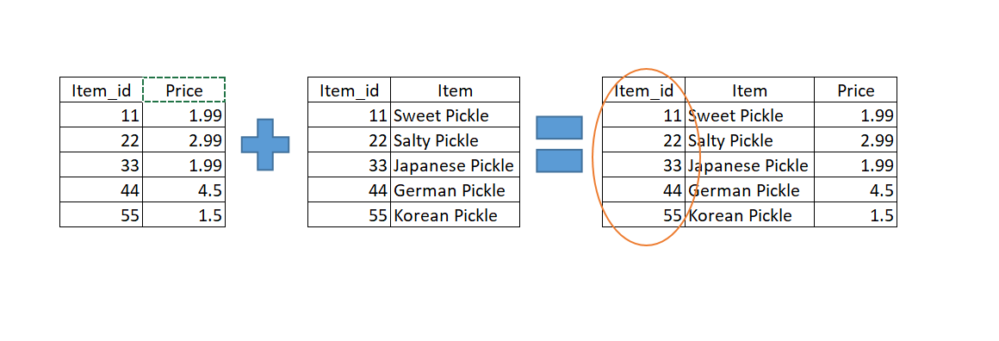 Item_id Price
11 1.99
22 2.99
33 1.99
44 4.5
55 1.5
Item_id Item
11 Sweet Pickle
22 Salty Pickle
33 Japanese Pickle
44 German Pickle
55 Korean Pickle
Item_id Item Price
11 Sweet Pickle 1.99
22 Salty Pickle 2.99
33 Japanese Pickle 1.99
44 German Pickle 4.5
55 Korean Pickle 1.5